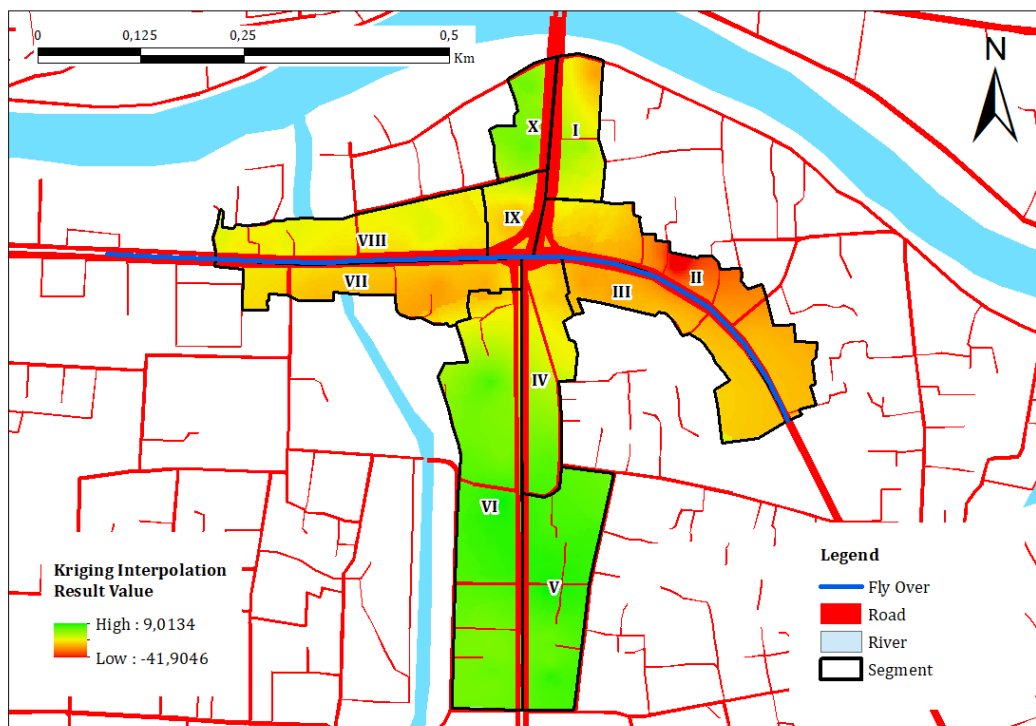 0 0,125 0,25 0,5
Km
N
X
I
IX
VIII
VII
II
III
IV
VI
V
Kriging Interpolation
Result Value
High : 9,0134
Low : -41,9046
Legend
Fly Over
Road
River
Segment